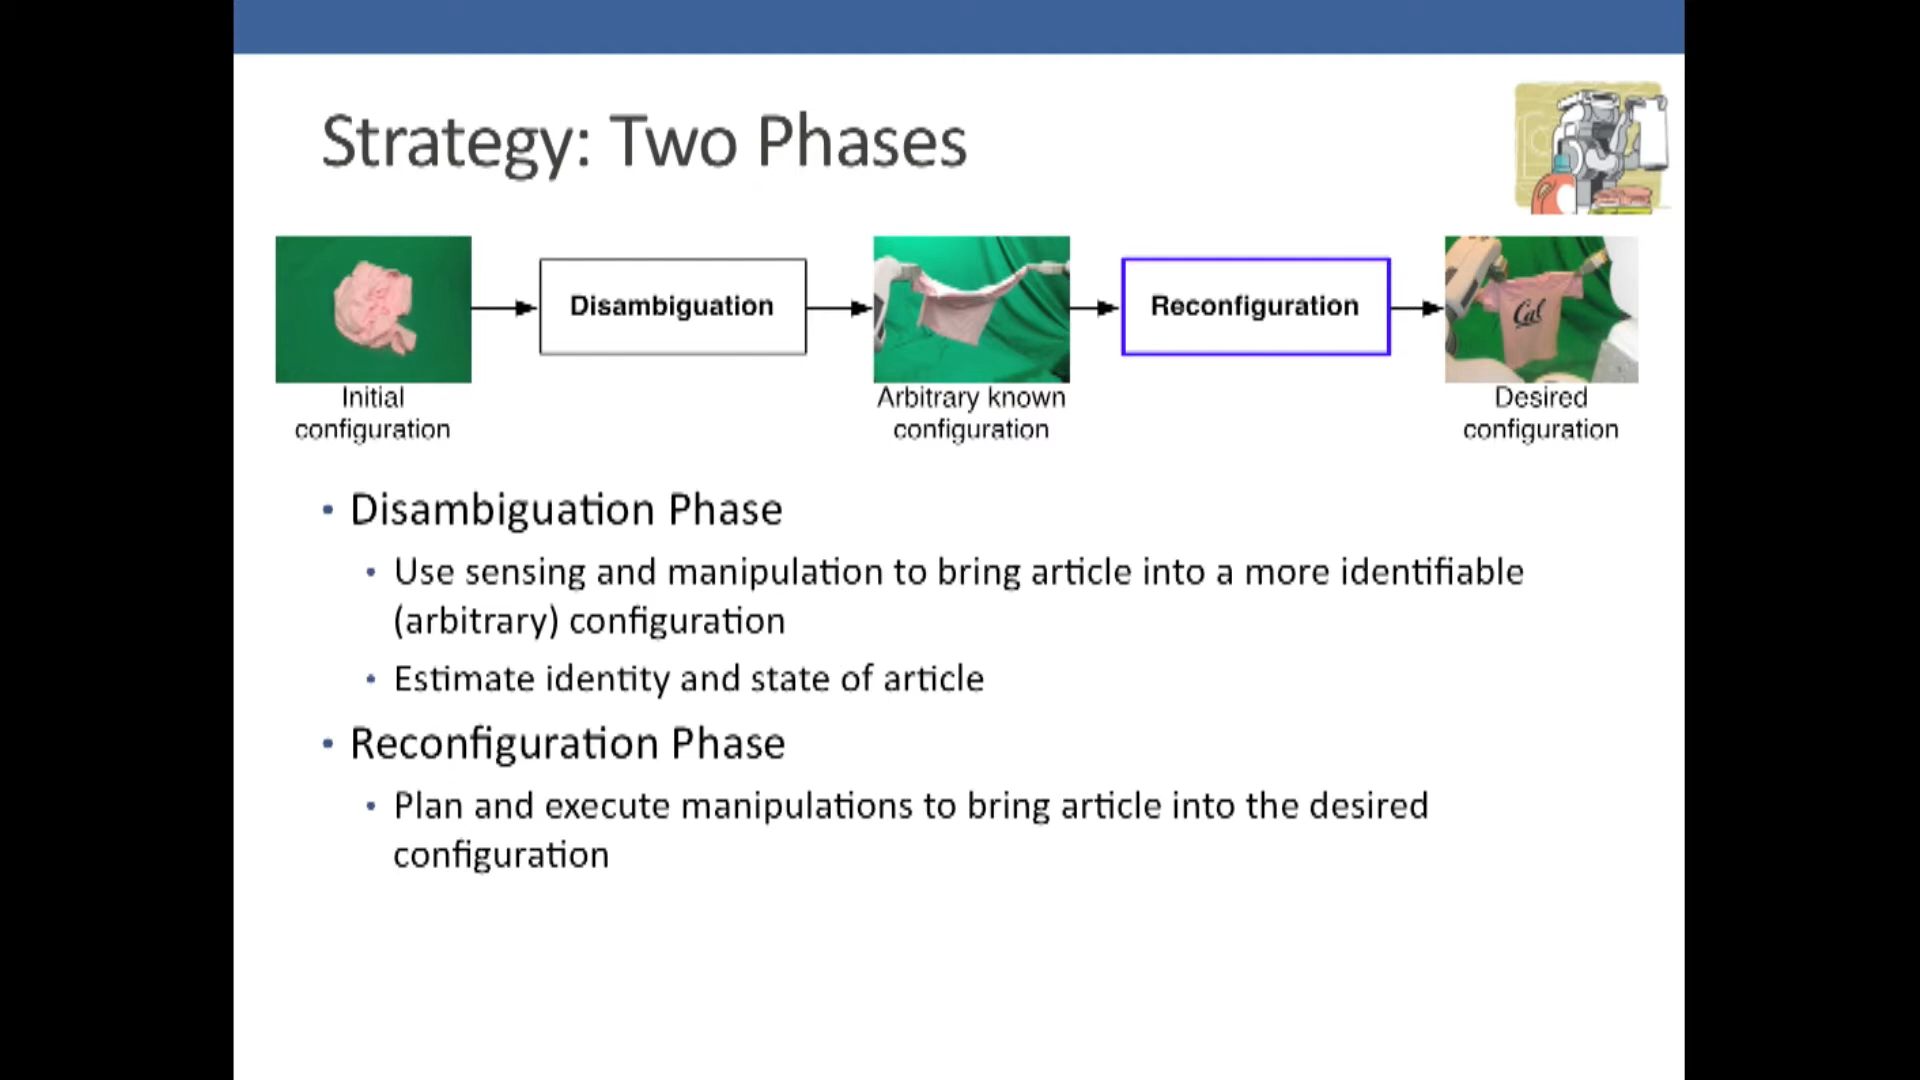 Strategy: Two Phases
Disambiguation
Reconfiguration
Cal
Initial
configuration
Arbitrary known
configuration
Desired
configuration
• Disambiguation Phase
• Use sensing and manipulation to bring article into a more identifiable
(arbitrary) configuration
• Estimate identity and state of article
• Reconfiguration Phase
• Plan and execute manipulations to bring article into the desired
configuration